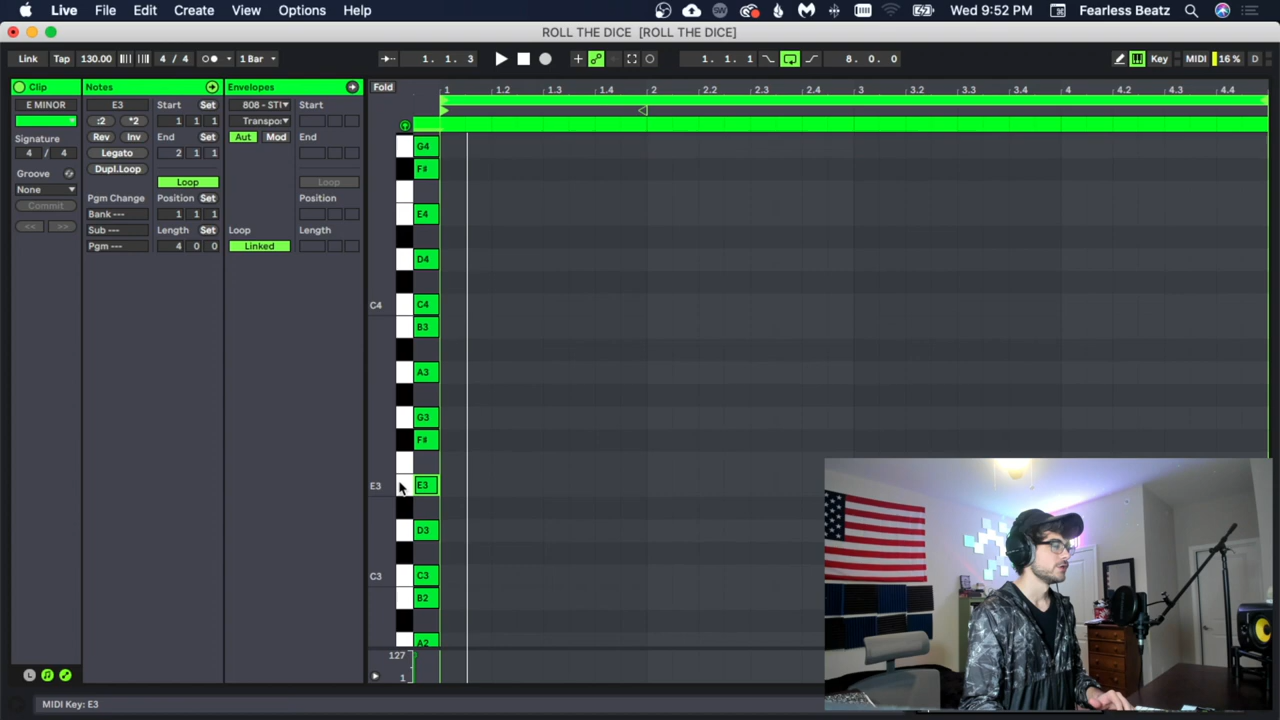 Live File Edit Create View Options Help
Wed 9:52 PM Fearless Beatz
ROLL THE DICE [ROLL THE DICE]
Link Tap 130.00 4 / 4 1 Bar 1. 1. 3 1. 1. 1 8. 0. 0 Key MIDI 16 % D
Clip Notes Envelopes Fold
1 1.2 1.3 1.4 2 2.2 2.3 2.4 3 3.2 3.3 3.4 4 4.2 4.3 4.4
E MINOR E3 Start Set 808 - STI Start
:2 *2 1 1 1 Transpo
Signature Rev Inv End Set Aut Mod End
4 / 4 Legato 2 1 1
Groove Dupl.Loop
None Loop Loop
Commit Pgm Change Position Set Position
Bank --- 1 1 1
<< >> Sub --- Length Set Loop Length
Pgm --- 4 0 0 Linked
G4
F#
E4
D4
C4 C4
B3
A3
G3
F#
E3 E3
D3
C3 C3
B2
A2
127
1
L
MIDI Key: E3